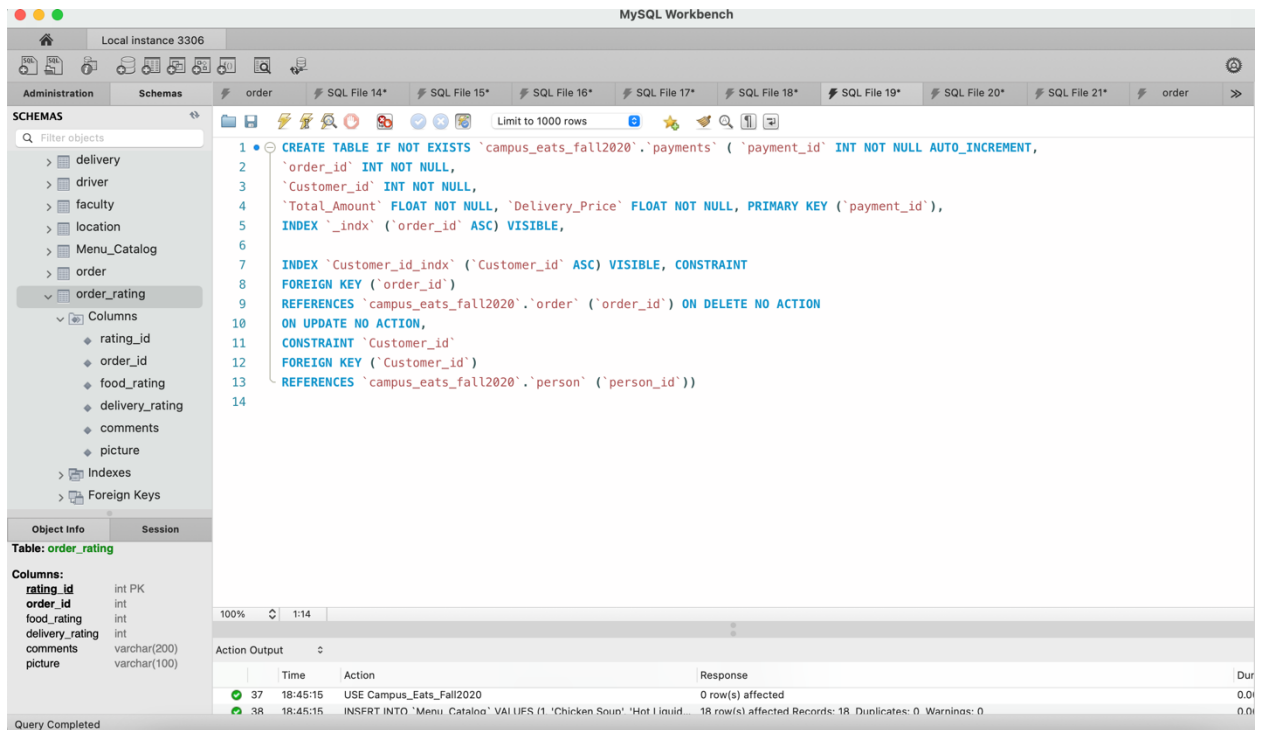 MySQL Workbench
Local instance 3306
Administration
Schemas
order
SQL File 14*
SQL File 15*
SQL File 16*
SQL File 17*
SQL File 18*
SQL File 19*
SQL File 20*
SQL File 21*
order
SCHEMAS
Filter objects
delivery
driver
faculty
location
Menu_Catalog
order
order_rating
Columns
rating_id
order_id
food_rating
delivery_rating
comments
picture
Indexes
Foreign Keys
Limit to 1000 rows
1 CREATE TABLE IF NOT EXISTS `campus_eats_fall2020`.`payments` ( `payment_id` INT NOT NULL AUTO_INCREMENT,
2 `order_id` INT NOT NULL,
3 `Customer_id` INT NOT NULL,
4 `Total_Amount` FLOAT NOT NULL, `Delivery_Price` FLOAT NOT NULL, PRIMARY KEY (`payment_id`),
5 INDEX `_indx` (`order_id` ASC) VISIBLE,
6
7 INDEX `Customer_id_indx` (`Customer_id` ASC) VISIBLE, CONSTRAINT
8 FOREIGN KEY (`order_id`)
9 REFERENCES `campus_eats_fall2020`.`order` (`order_id`) ON DELETE NO ACTION
10 ON UPDATE NO ACTION,
11 CONSTRAINT `Customer_id`
12 FOREIGN KEY (`Customer_id`)
13 REFERENCES `campus_eats_fall2020`.`person` (`person_id`))
14
Object Info
Session
Table: order_rating
Columns:
rating_id int PK
order_id int
food_rating int
delivery_rating int
comments varchar(200)
picture varchar(100)
100% 1:14
Action Output
Time Action Response Dur
37 18:45:15 USE Campus_Eats_Fall2020 0 row(s) affected 0.0
38 18:45:15 INSERT INTO `Menu_Catalog` VALUES (1, 'Chicken Soup', 'Hot Liquid... 18 row(s) affected Records: 18 Duplicates: 0 Warnings: 0 0.0
Query Completed